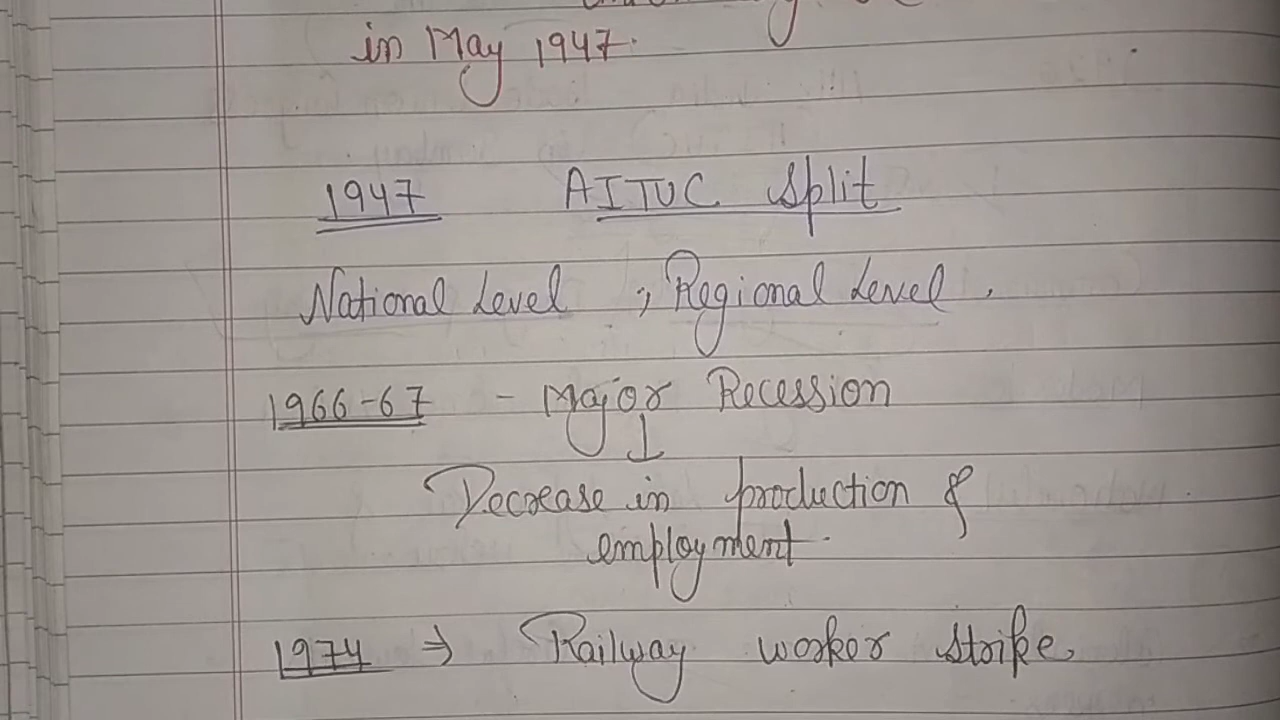 in May 1947.
1947 AITUC Split
National Level , Regional Level .
1966-67 - Major Recession
↓
Decrease in production &
employment.
1974 ⇒ Railway worker strike.